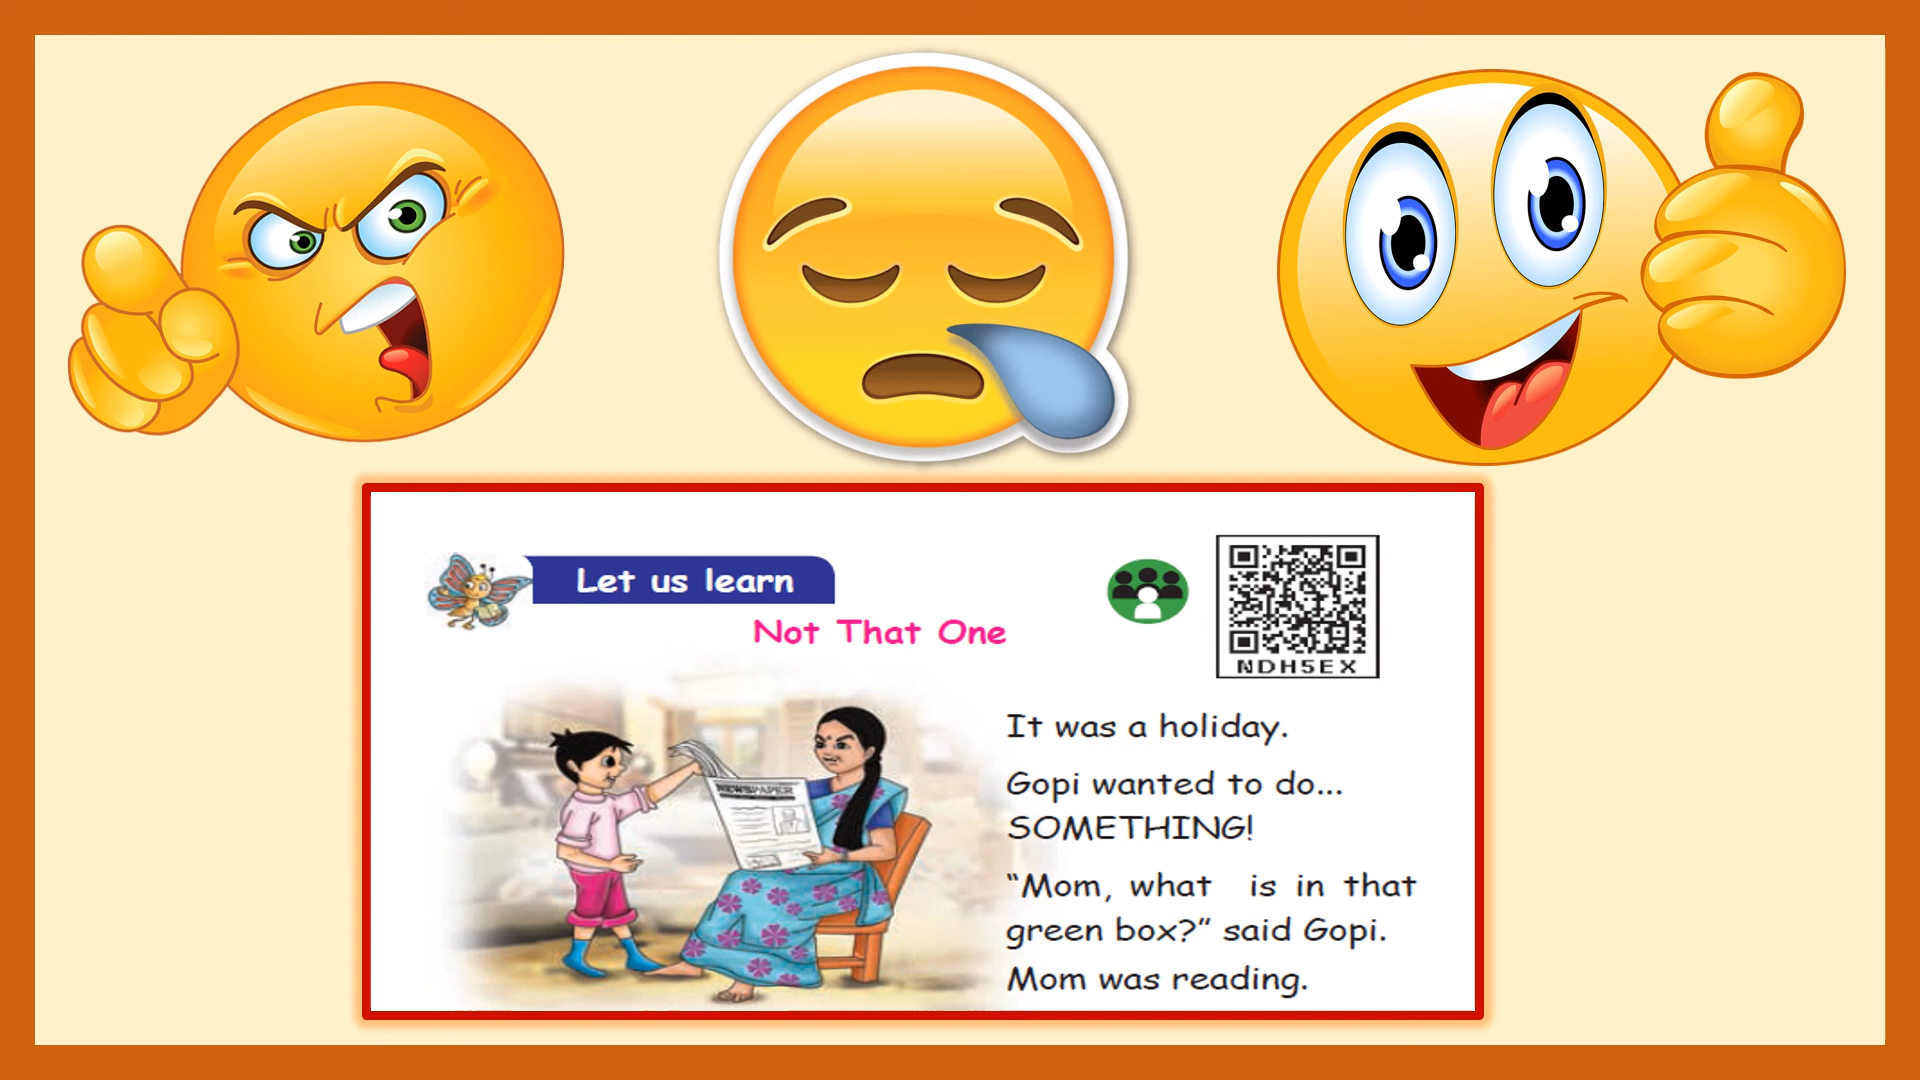 Let us learn
Not That One
NDH5EX
NEWSPAPER
It was a holiday.
Gopi wanted to do...
SOMETHING!
“Mom, what is in that
green box?” said Gopi.
Mom was reading.